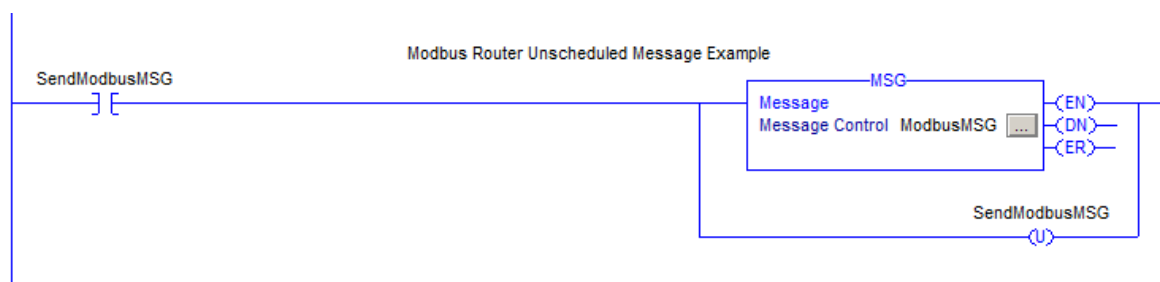 Modbus Router Unscheduled Message Example
SendModbusMSG
MSG
Message
Message Control ModbusMSG ...
EN
DN
ER
SendModbusMSG
U